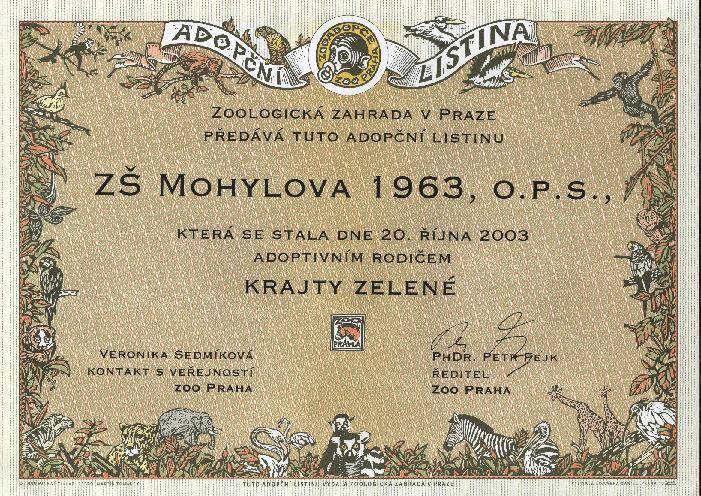 ADOPČNÍ LISTINA
ZOOLOGICKÁ ZAHRADA V PRAZE
PŘEDÁVÁ TUTO ADOPČNÍ LISTINU
ZŠ MOHYLOVA 1963, O.P.S.,
KTERÁ SE STALA DNE 20. ŘÍJNA 2003
ADOPTIVNÍM RODIČEM
KRAJTY ZELENÉ
PRAHA
VERONIKA SEDMÍKOVÁ
KONTAKT S VEŘEJNOSTÍ
ZOO PRAHA
PHDR. PETR FEJK
ŘEDITEL
ZOO PRAHA
TUTO ADOPČNÍ LISTINU VYDALA ZOOLOGICKÁ ZAHRADA V PRAZE